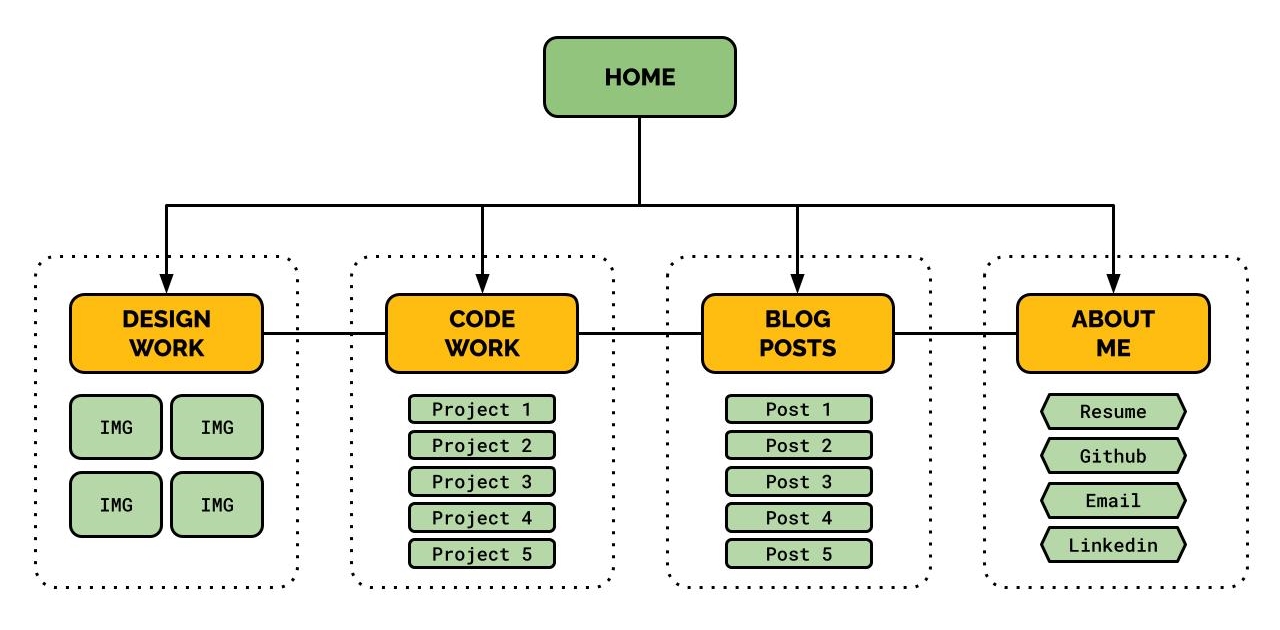 HOME
DESIGN
WORK
IMG
IMG
IMG
IMG
CODE
WORK
Project 1
Project 2
Project 3
Project 4
Project 5
BLOG
POSTS
Post 1
Post 2
Post 3
Post 4
Post 5
ABOUT
ME
Resume
Github
Email
Linkedin